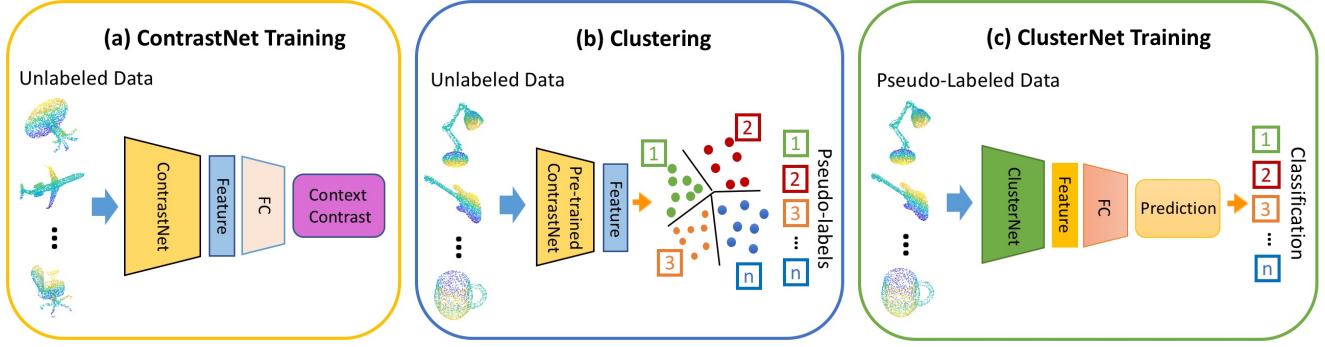 (a) ContrastNet Training
Unlabeled Data
...
ContrastNet
Feature
FC
Context
Contrast
(b) Clustering
Unlabeled Data
...
Pre-trained
ContrastNet
Feature
1
2
3
n
1
2
3
...
n
Pseudo-labels
(c) ClusterNet Training
Pseudo-Labeled Data
...
ClusterNet
Feature
FC
Prediction
1
2
3
...
n
Classification